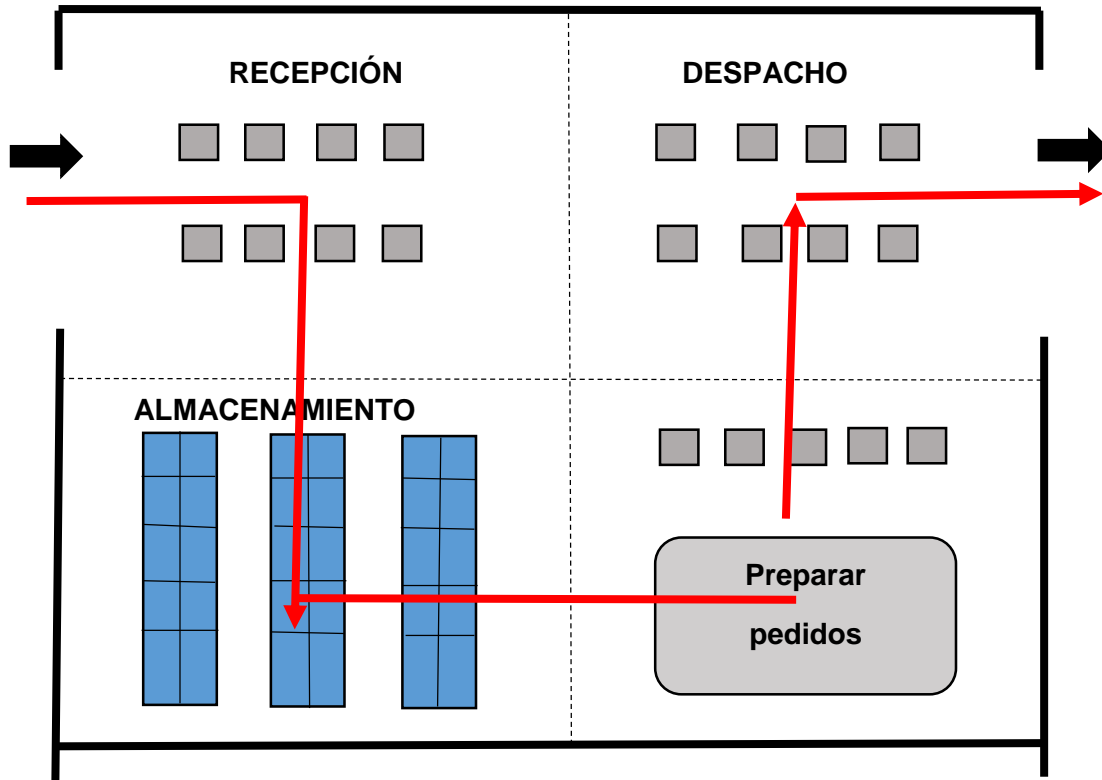 RECEPCIÓN
DESPACHO
ALMACENAMIENTO
Preparar
pedidos